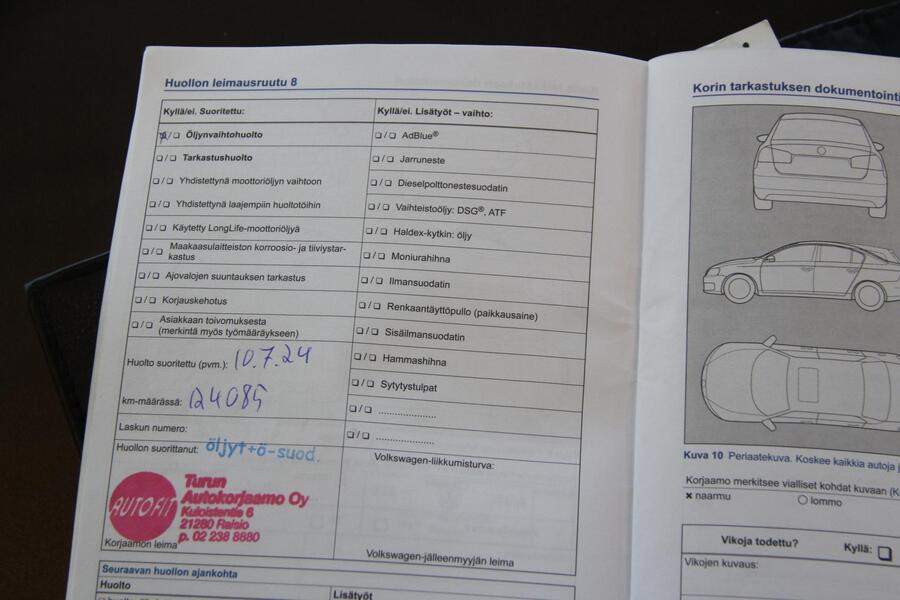 Huollon leimausruutu 8
Kyllä/ei. Suoritettu:
❑/❑ Öljynvaihtohuolto
❑/❑ Tarkastushuolto
❑/❑ Yhdistettynä moottoriöljyn vaihtoon
❑/❑ Yhdistettynä laajempiin huoltotöihin
❑/❑ Käytetty LongLife-moottoriöljyä
❑/❑ Maakaasulaitteiston korroosio- ja tiiviystar-
kastus
❑/❑ Ajovalojen suuntauksen tarkastus
❑/❑ Korjauskehotus
❑/❑ Asiakkaan toivomuksesta
(merkintä myös työmääräykseen)
Huolto suoritettu (pvm.): 10.7.24
km-määrässä: 124085
Laskun numero:
Huollon suorittanut: öljyt+ö-suod.
AUTOFIT
Turun
Autokorjaamo Oy
Kuloistentie 6
21280 Raisio
p. 02 238 8880
Korjaamon leima
Kyllä/ei. Lisätyöt – vaihto:
❑/❑ AdBlue®
❑/❑ Jarruneste
❑/❑ Dieselpolttonestesuodatin
❑/❑ Vaihteistoöljy: DSG®, ATF
❑/❑ Haldex-kytkin: öljy
❑/❑ Moniurahihna
❑/❑ Ilmansuodatin
❑/❑ Renkaantäyttöpullo (paikkausaine)
❑/❑ Sisäilmansuodatin
❑/❑ Hammashihna
❑/❑ Sytytystulpat
❑/❑ ....................
❑/❑ ....................
Volkswagen-liikkumisturva:
Volkswagen-jälleenmyyjän leima
Seuraavan huollon ajankohta
Huolto
Lisätyöt
Korin tarkastuksen dokumentointi
Kuva 10 Periaatekuva. Koskee kaikkia autoja
Korjaamo merkitsee vialliset kohdat kuvaan
× naarmu
○ lommo
Vikoja todettu?
Kyllä: ❑
Vikojen kuvaus: